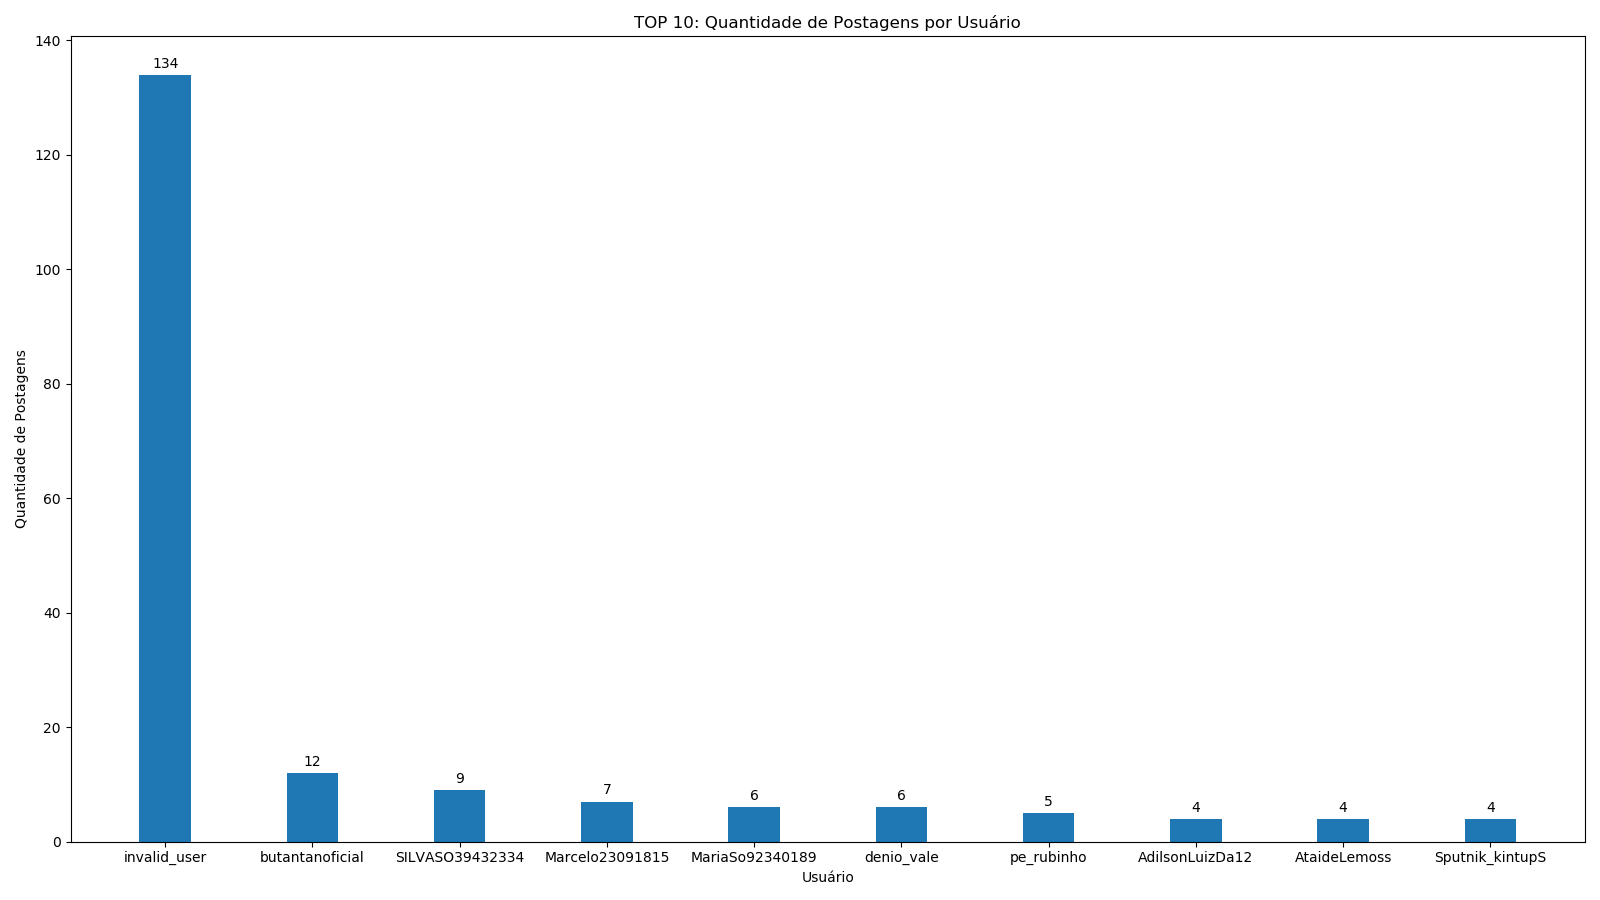 TOP 10: Quantidade de Postagens por Usuário
Quantidade de Postagens
140
120
100
80
60
40
20
0
134
12
9
7
6
6
5
4
4
4
invalid_user
butantanoficial
SILVASO39432334
Marcelo23091815
MariaSo92340189
denio_vale
pe_rubinho
AdilsonLuizDa12
AtaideLemoss
Sputnik_kintupS
Usuário